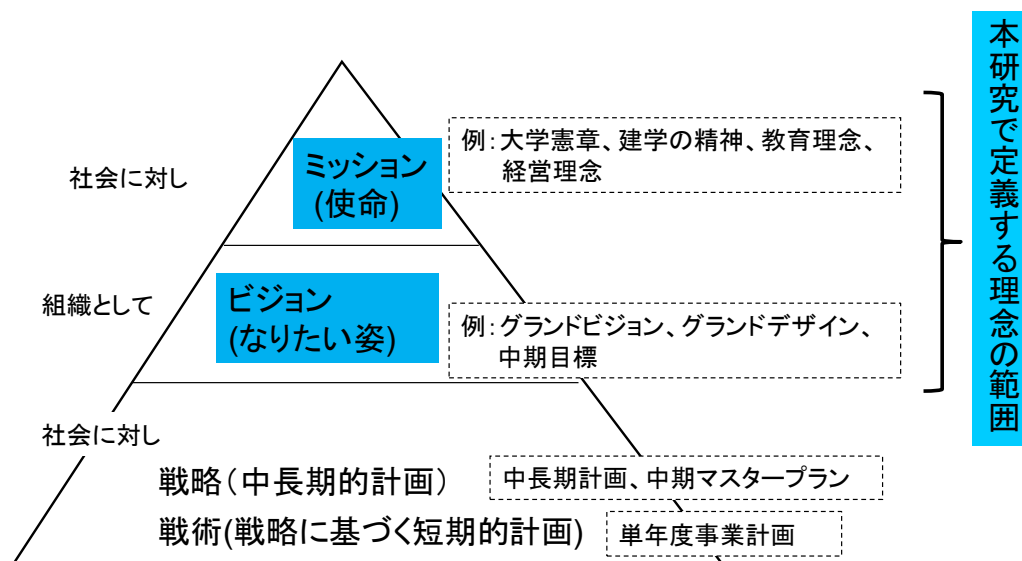 社会に対し
ミッション
(使命)
例：大学憲章、建学の精神、教育理念、
経営理念
組織として
ビジョン
(なりたい姿)
例：グランドビジョン、グランドデザイン、
中期目標
社会に対し
戦略（中長期的計画）
中長期計画、中期マスタープラン
戦術(戦略に基づく短期的計画)
単年度事業計画
本研究で定義する理念の範囲